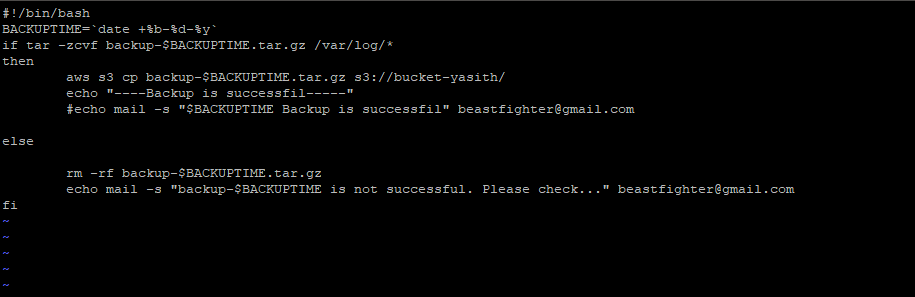 #!/bin/bash
BACKUPTIME=`date +%b-%d-%y`
if tar -zcvf backup-$BACKUPTIME.tar.gz /var/log/*
then
        aws s3 cp backup-$BACKUPTIME.tar.gz s3://bucket-yasith/
        echo "----Backup is successfil-----"
        #echo mail -s "$BACKUPTIME Backup is successfil" beastfighter@gmail.com
else
        rm -rf backup-$BACKUPTIME.tar.gz
        echo mail -s "backup-$BACKUPTIME is not successful. Please check..." beastfighter@gmail.com
fi
~
~
~
~
~